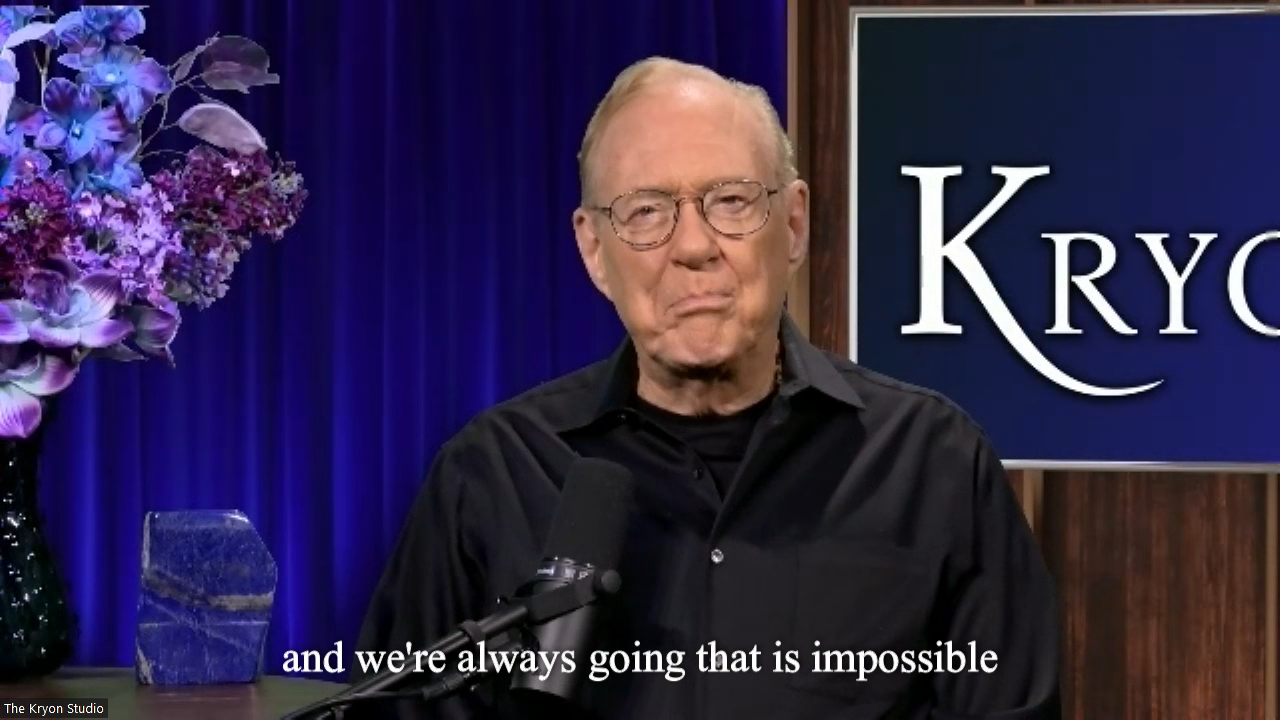 KRYO
and we're always going that is impossible
The Kryon Studio